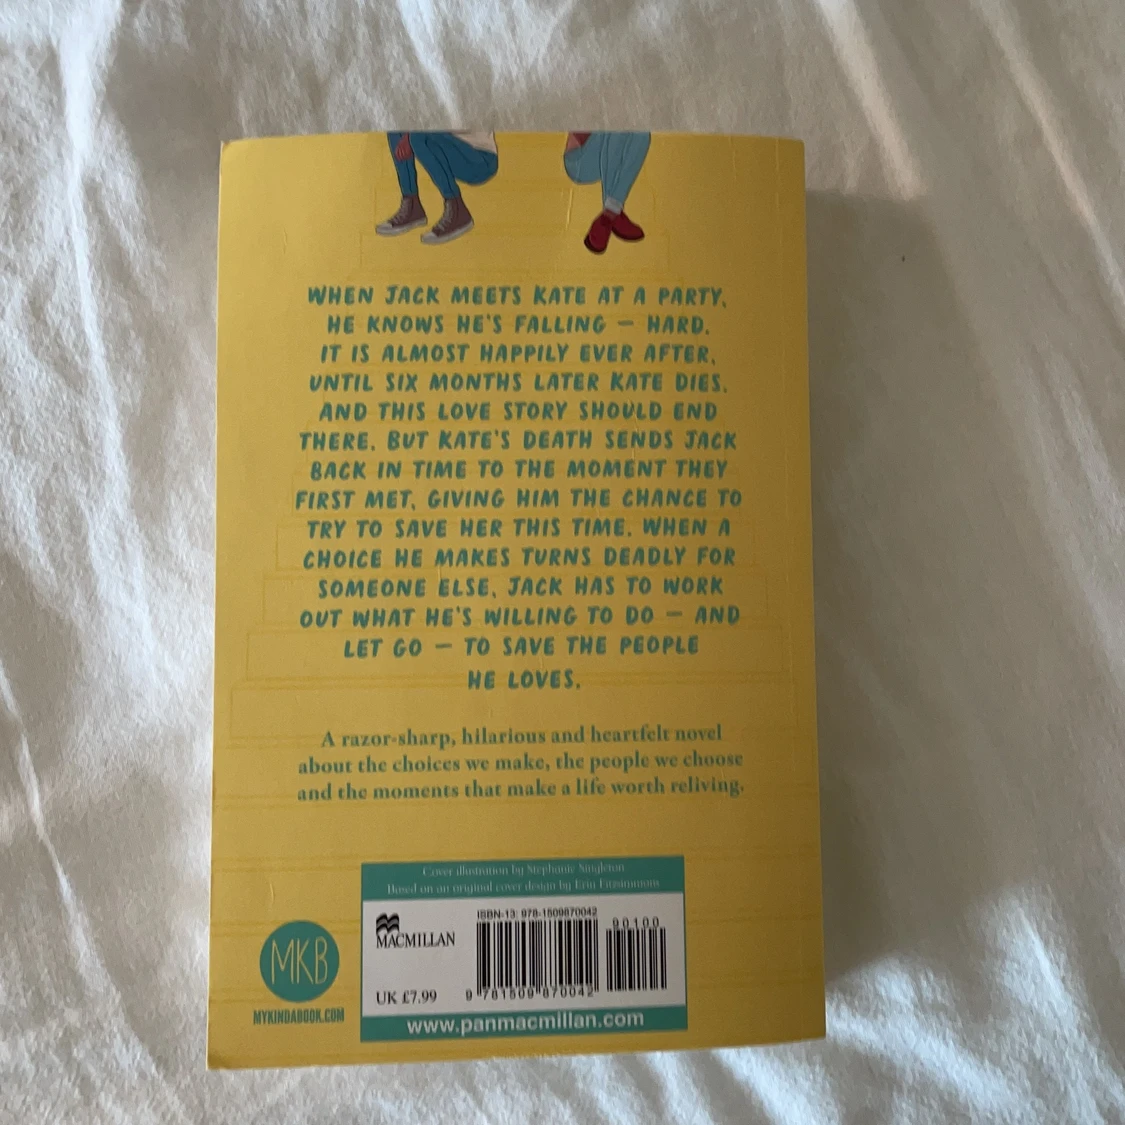 WHEN JACK MEETS KATE AT A PARTY,
HE KNOWS HE'S FALLING – HARD.
IT IS ALMOST HAPPILY EVER AFTER,
UNTIL SIX MONTHS LATER KATE DIES.
AND THIS LOVE STORY SHOULD END
THERE. BUT KATE'S DEATH SENDS JACK
BACK IN TIME TO THE MOMENT THEY
FIRST MET, GIVING HIM THE CHANCE TO
TRY TO SAVE HER THIS TIME. WHEN A
CHOICE HE MAKES TURNS DEADLY FOR
SOMEONE ELSE, JACK HAS TO WORK
OUT WHAT HE'S WILLING TO DO – AND
LET GO – TO SAVE THE PEOPLE
HE LOVES.
A razor-sharp, hilarious and heartfelt novel
about the choices we make, the people we choose
and the moments that make a life worth reliving.
Cover illustration by Stephanie Singleton
Based on an original cover design by Erin Fitzsimmons
ISBN-13: 978-1509870042
90100
MACMILLAN
MKB
UK £7.99
9 781509 870042
MYKINDABOOK.COM
www.panmacmillan.com